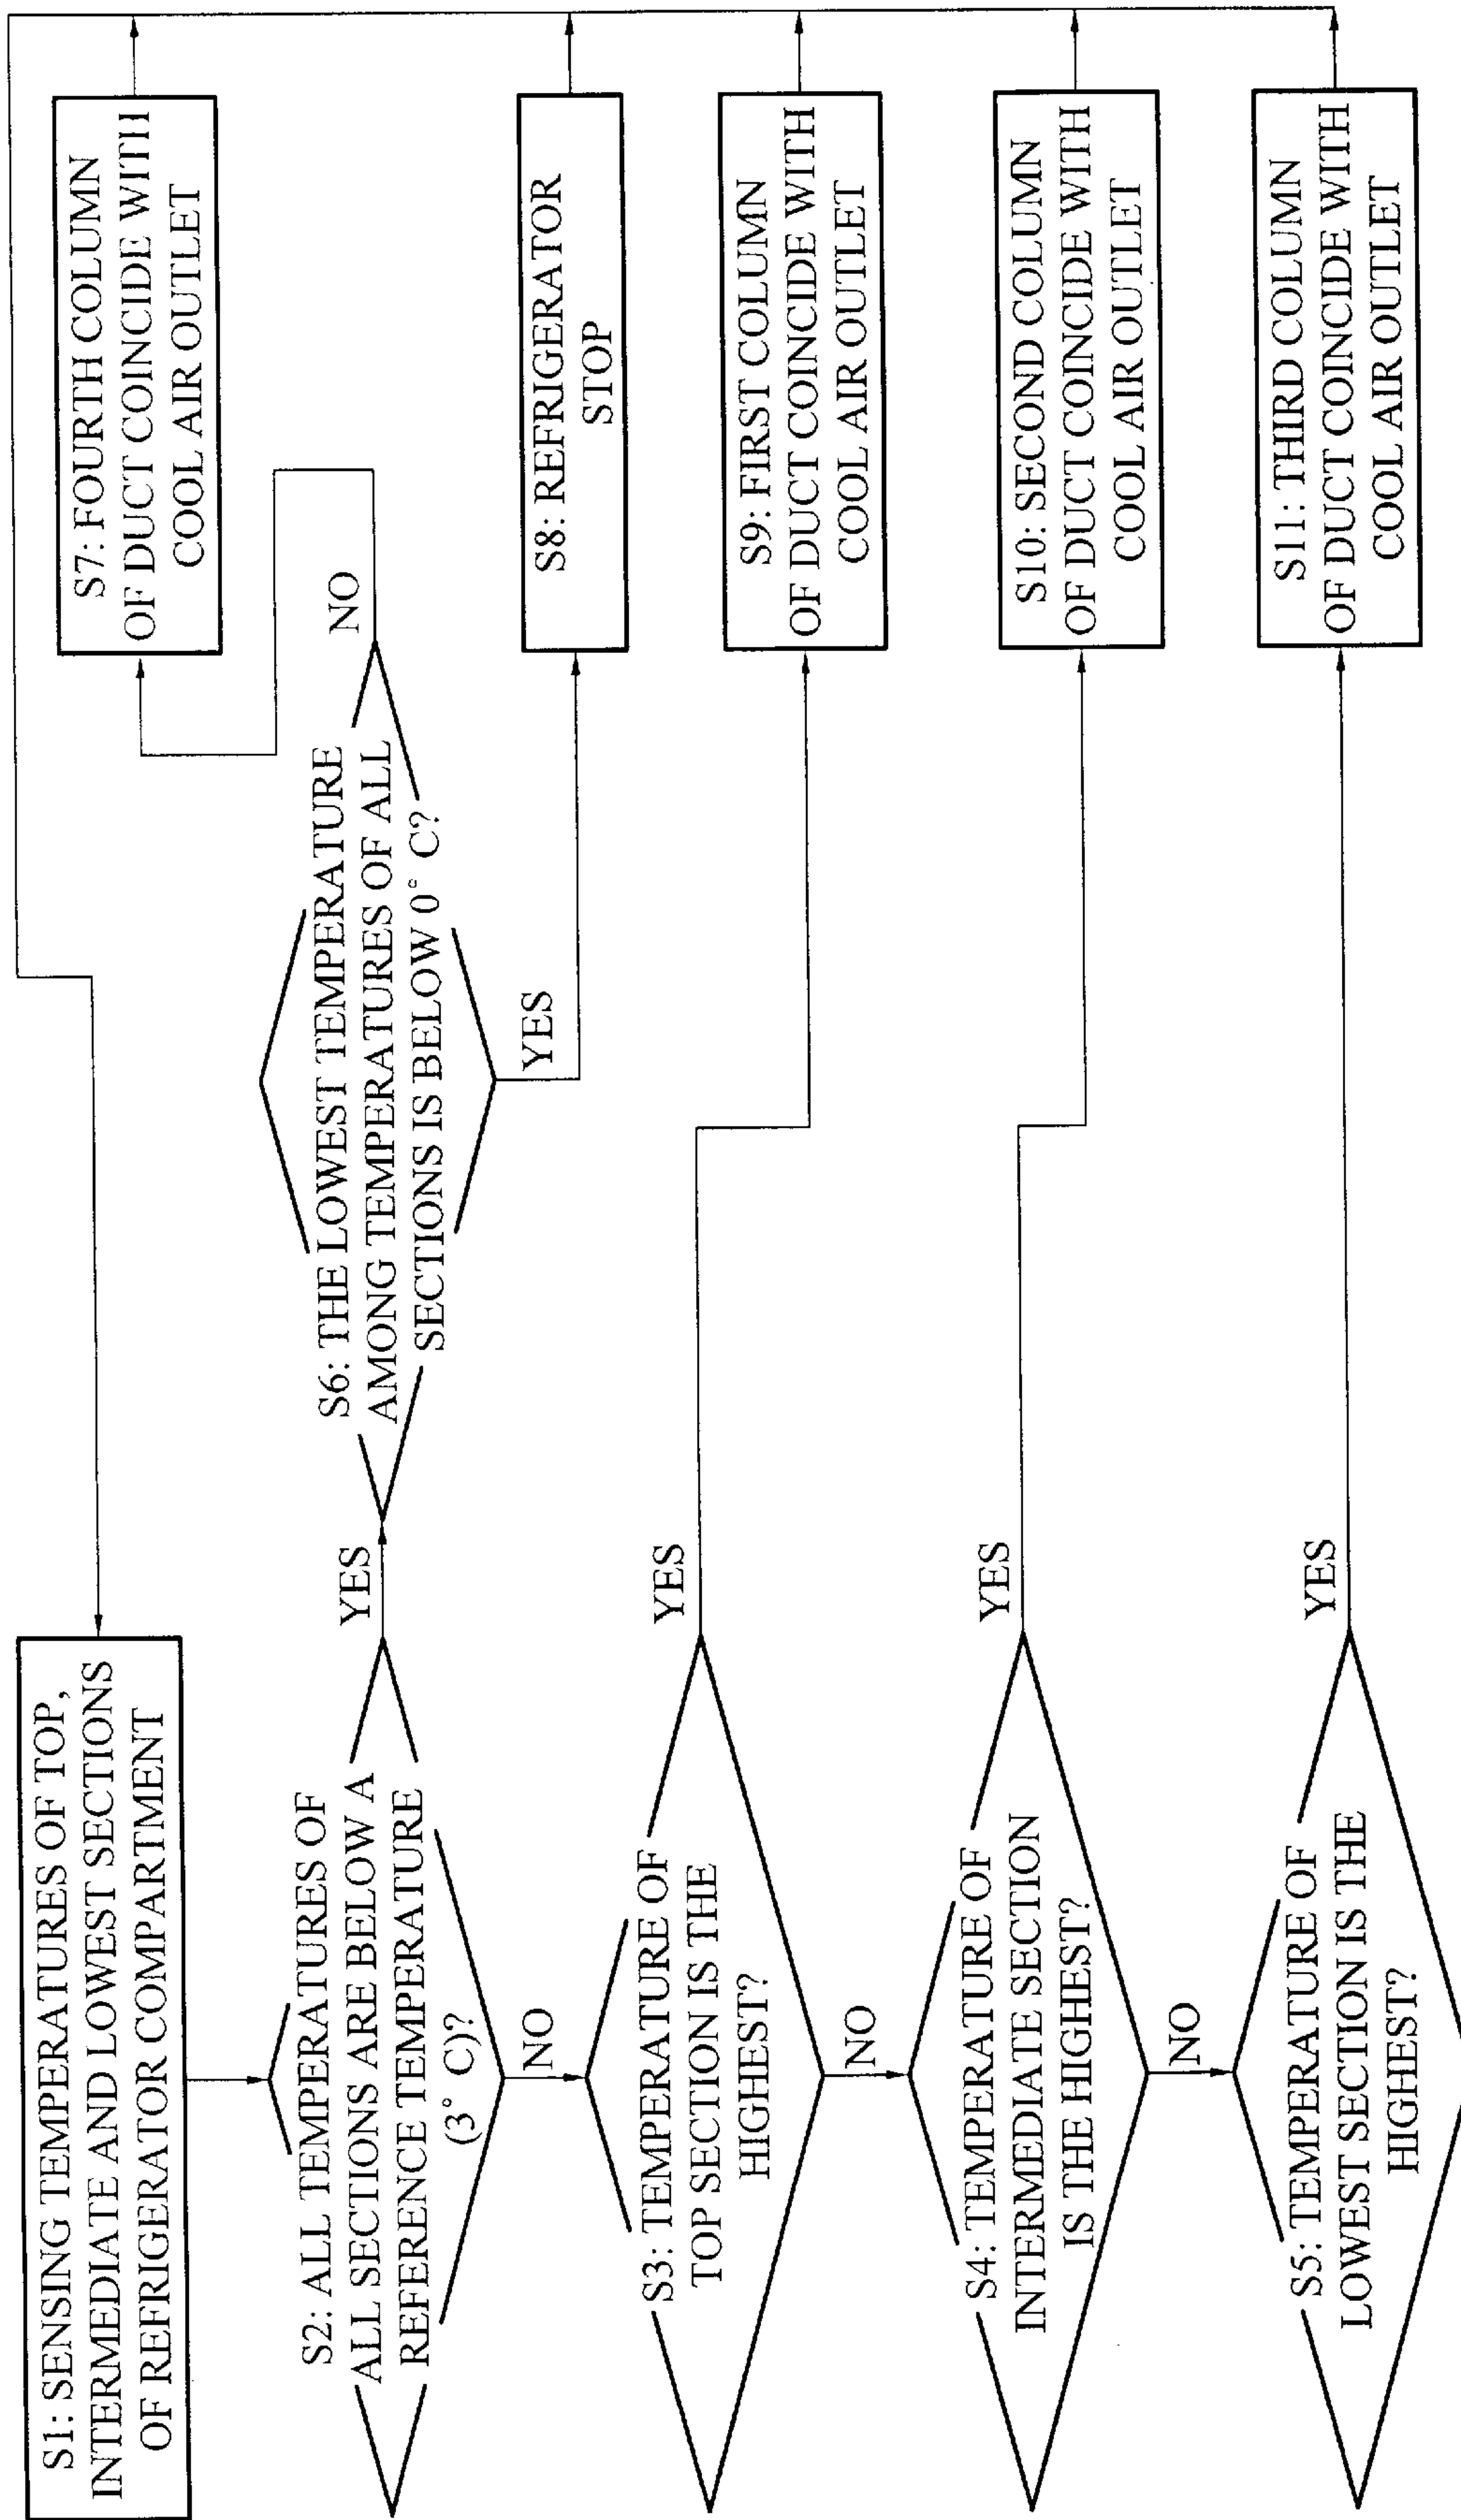 S1: SENSING TEMPERATURES OF TOP,
INTERMEDIATE AND LOWEST SECTIONS
OF REFRIGERATOR COMPARTMENT
S2: ALL TEMPERATURES OF
ALL SECTIONS ARE BELOW A
REFERENCE TEMPERATURE
(3° C)?
YES
NO
S6: THE LOWEST TEMPERATURE
AMONG TEMPERATURES OF ALL
SECTIONS IS BELOW 0° C?
NO
YES
S7: FOURTH COLUMN
OF DUCT COINCIDE WITH
COOL AIR OUTLET
S8: REFRIGERATOR
STOP
S3: TEMPERATURE OF
TOP SECTION IS THE
HIGHEST?
YES
NO
S9: FIRST COLUMN
OF DUCT COINCIDE WITH
COOL AIR OUTLET
S4: TEMPERATURE OF
INTERMEDIATE SECTION
IS THE HIGHEST?
YES
NO
S10: SECOND COLUMN
OF DUCT COINCIDE WITH
COOL AIR OUTLET
S5: TEMPERATURE OF
LOWEST SECTION IS THE
HIGHEST?
YES
S11: THIRD COLUMN
OF DUCT COINCIDE WITH
COOL AIR OUTLET